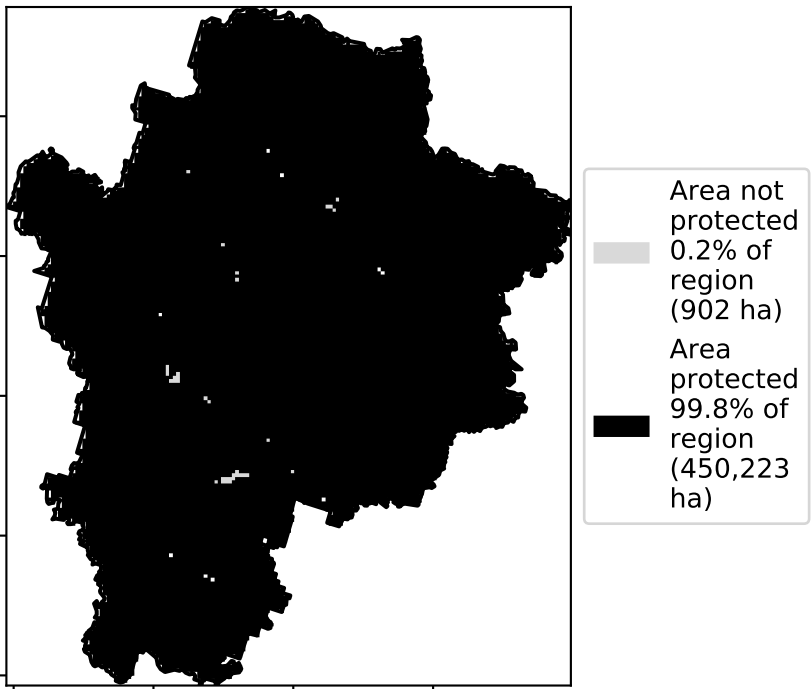 Area not
protected
0.2% of
region
(902 ha)
Area
protected
99.8% of
region
(450,223
ha)